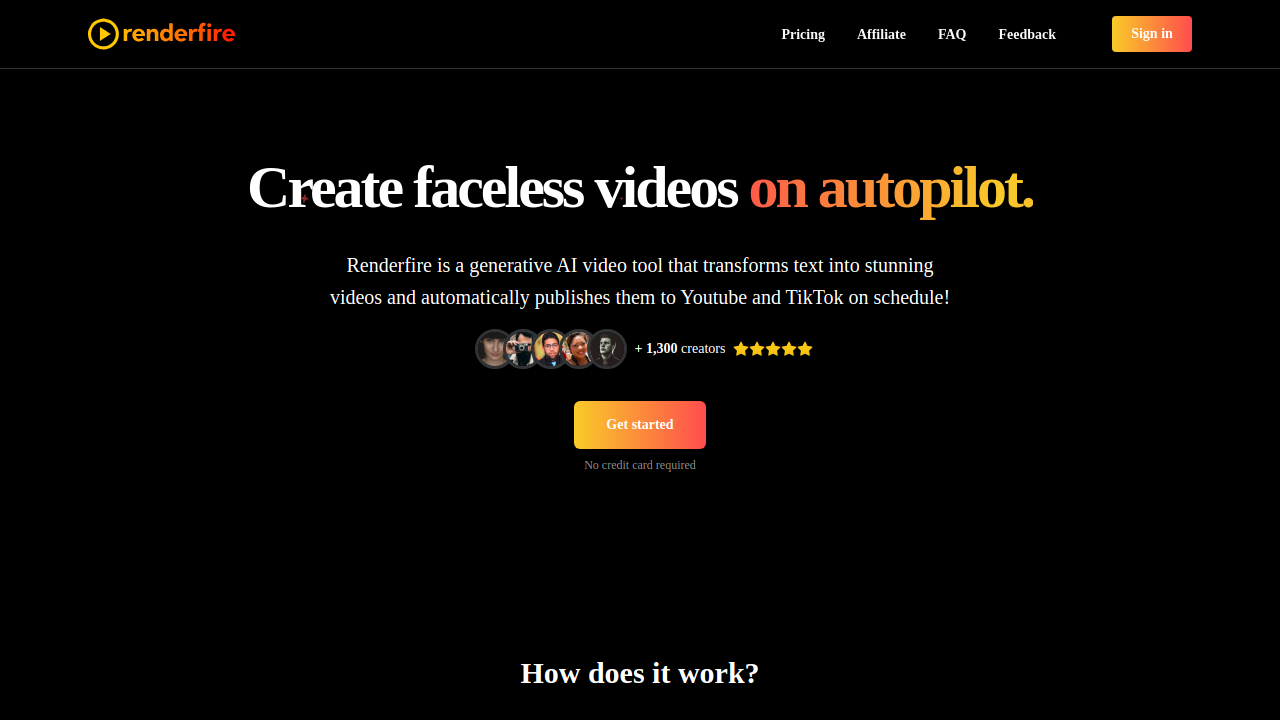 renderfire
Pricing
Affiliate
FAQ
Feedback
Sign in
Create faceless videos on autopilot.
Renderfire is a generative AI video tool that transforms text into stunning
videos and automatically publishes them to Youtube and TikTok on schedule!
+ 1,300 creators
Get started
No credit card required
How does it work?